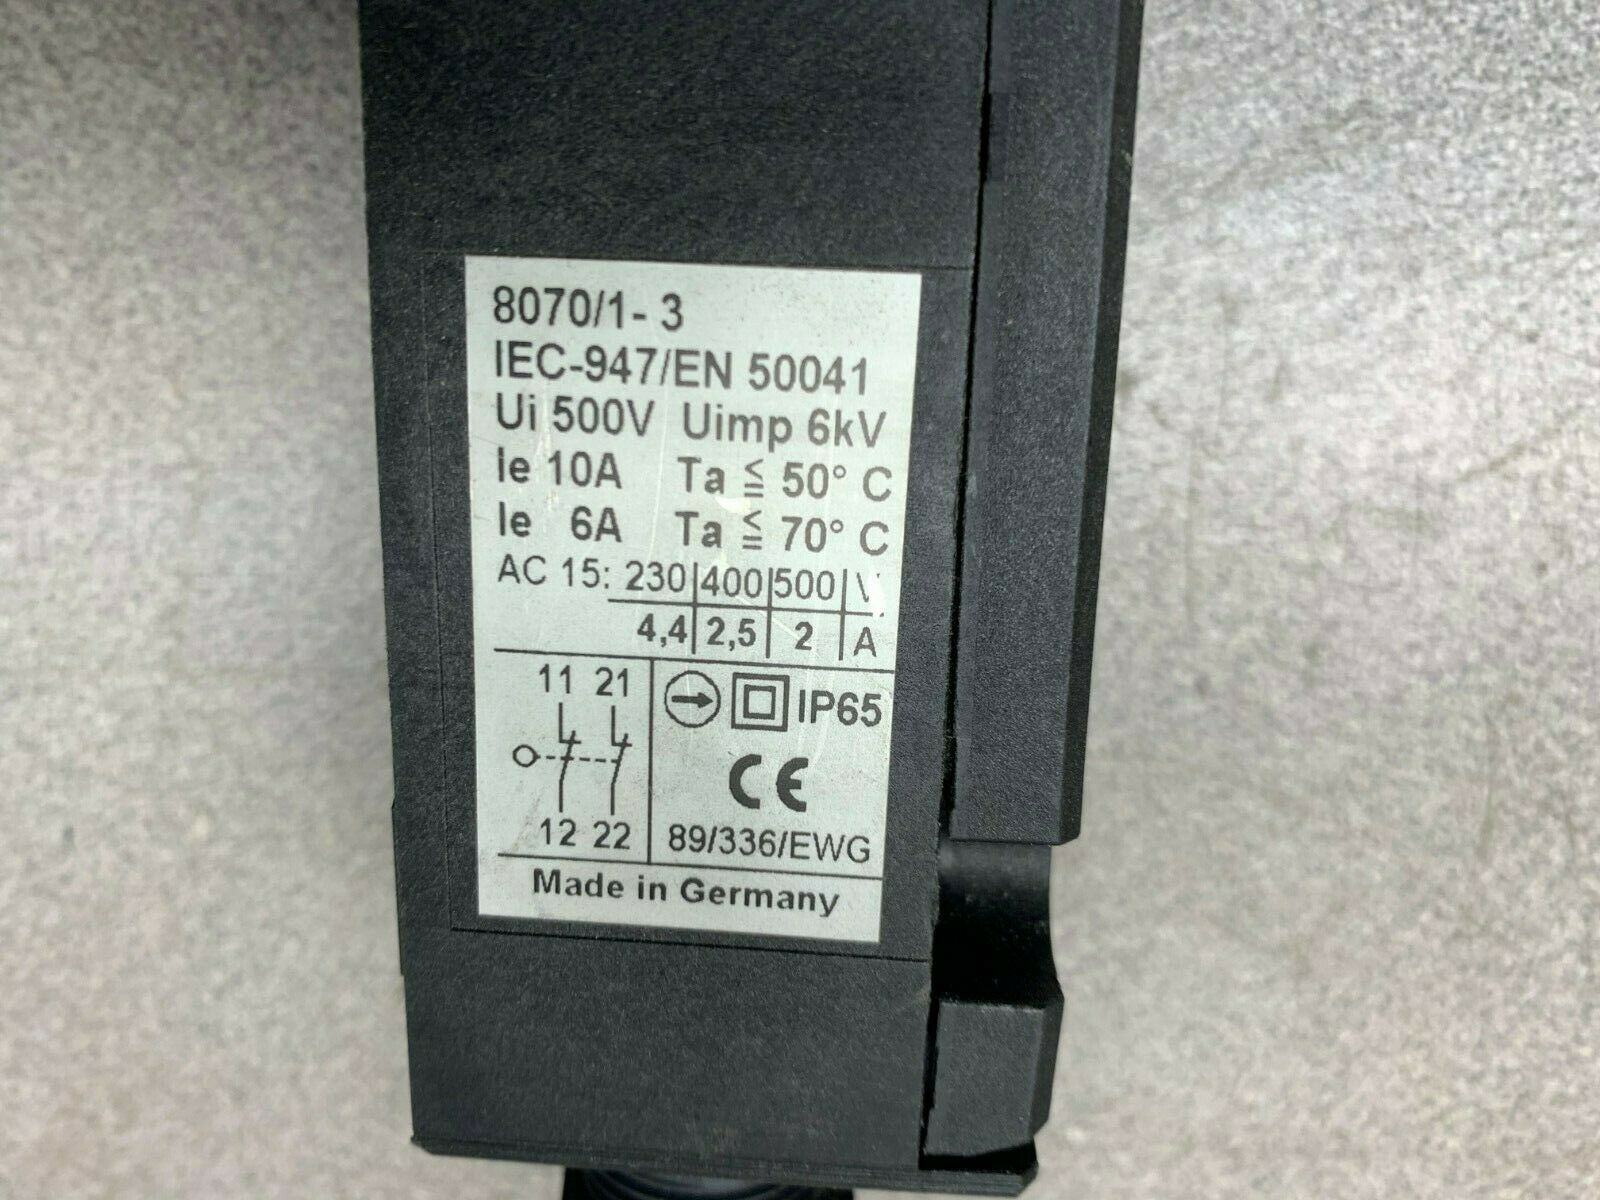 8070/1- 3
IEC-947/EN 50041
Ui 500V Uimp 6kV
Ie 10A Ta ≦ 50° C
Ie 6A Ta ≦ 70° C
AC 15: 230|400|500|V
4,4|2,5|2|A
11 21
IP65
CE
12 22
89/336/EWG
Made in Germany